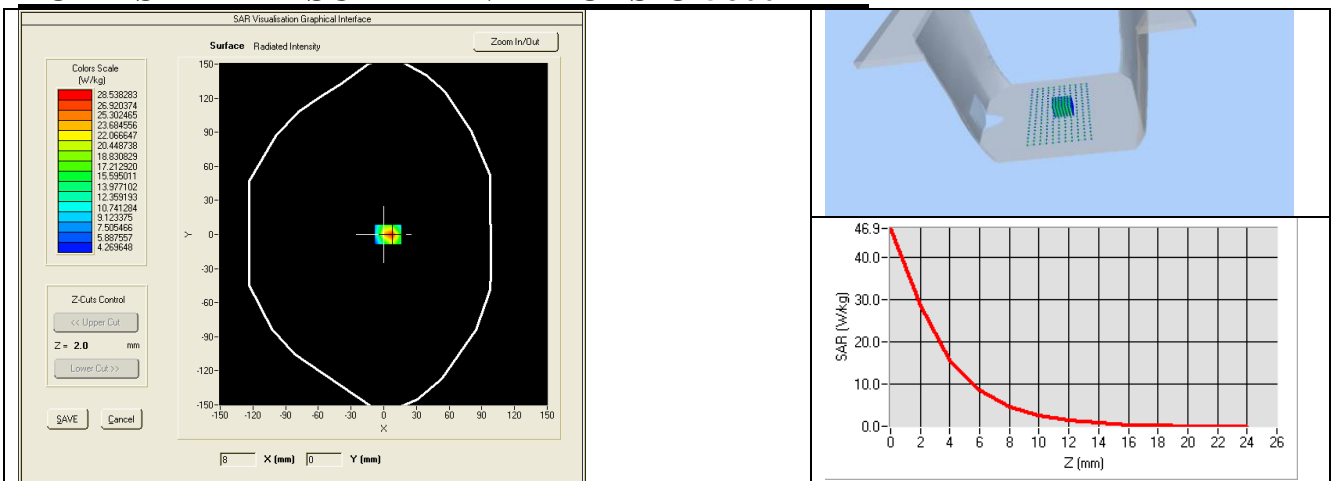 SAR Visualisation Graphical Interface
Surface Radiated Intensity
Zoom In/Out
Colors Scale
(W/kg)
28.538283
26.920374
25.302465
23.684556
22.066647
20.448738
18.830829
17.212920
15.595011
13.977102
12.359193
10.741284
9.123375
7.505466
5.887557
4.269648
Z-Cuts Control
<< Upper Cut
Z = 2.0 mm
Lower Cut >>
SAVE Cancel
150
120
90
60
30
0
-30
-60
-90
-120
-150
Y
-150 -120 -90 -60 -30 0 30 60 90 120 150
X
8 X (mm) 0 Y (mm)
46.9
40.0
30.0
20.0
10.0
0.0
SAR (W/kg)
0 2 4 6 8 10 12 14 16 18 20 22 24 26
Z (mm)